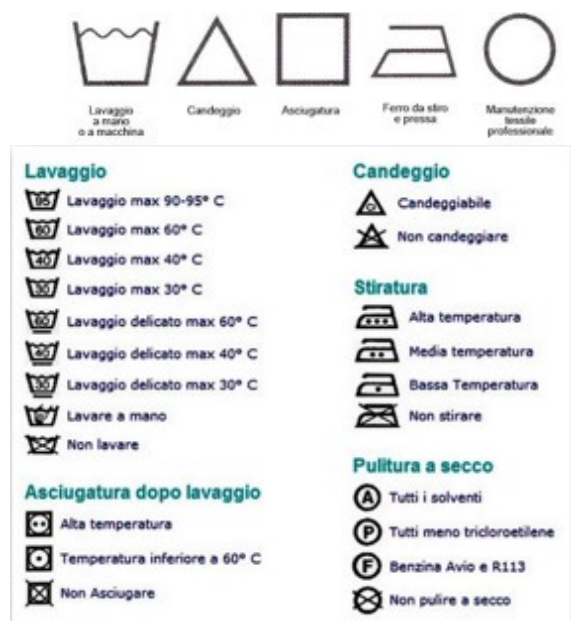 Lavaggio
a mano
o a macchina
Candeggio
Asciugatura
Ferro da stiro
e pressa
Manutenzione
tessile
professionale
Lavaggio
95 Lavaggio max 90-95° C
60 Lavaggio max 60° C
40 Lavaggio max 40° C
30 Lavaggio max 30° C
60 Lavaggio delicato max 60° C
40 Lavaggio delicato max 40° C
30 Lavaggio delicato max 30° C
Lavare a mano
Non lavare
Asciugatura dopo lavaggio
Alta temperatura
Temperatura inferiore a 60° C
Non Asciugare
Candeggio
Candeggiabile
Non candeggiare
Stiratura
Alta temperatura
Media temperatura
Bassa Temperatura
Non stirare
Pulitura a secco
A Tutti i solventi
P Tutti meno tricloroetilene
F Benzina Avio e R113
Non pulire a secco